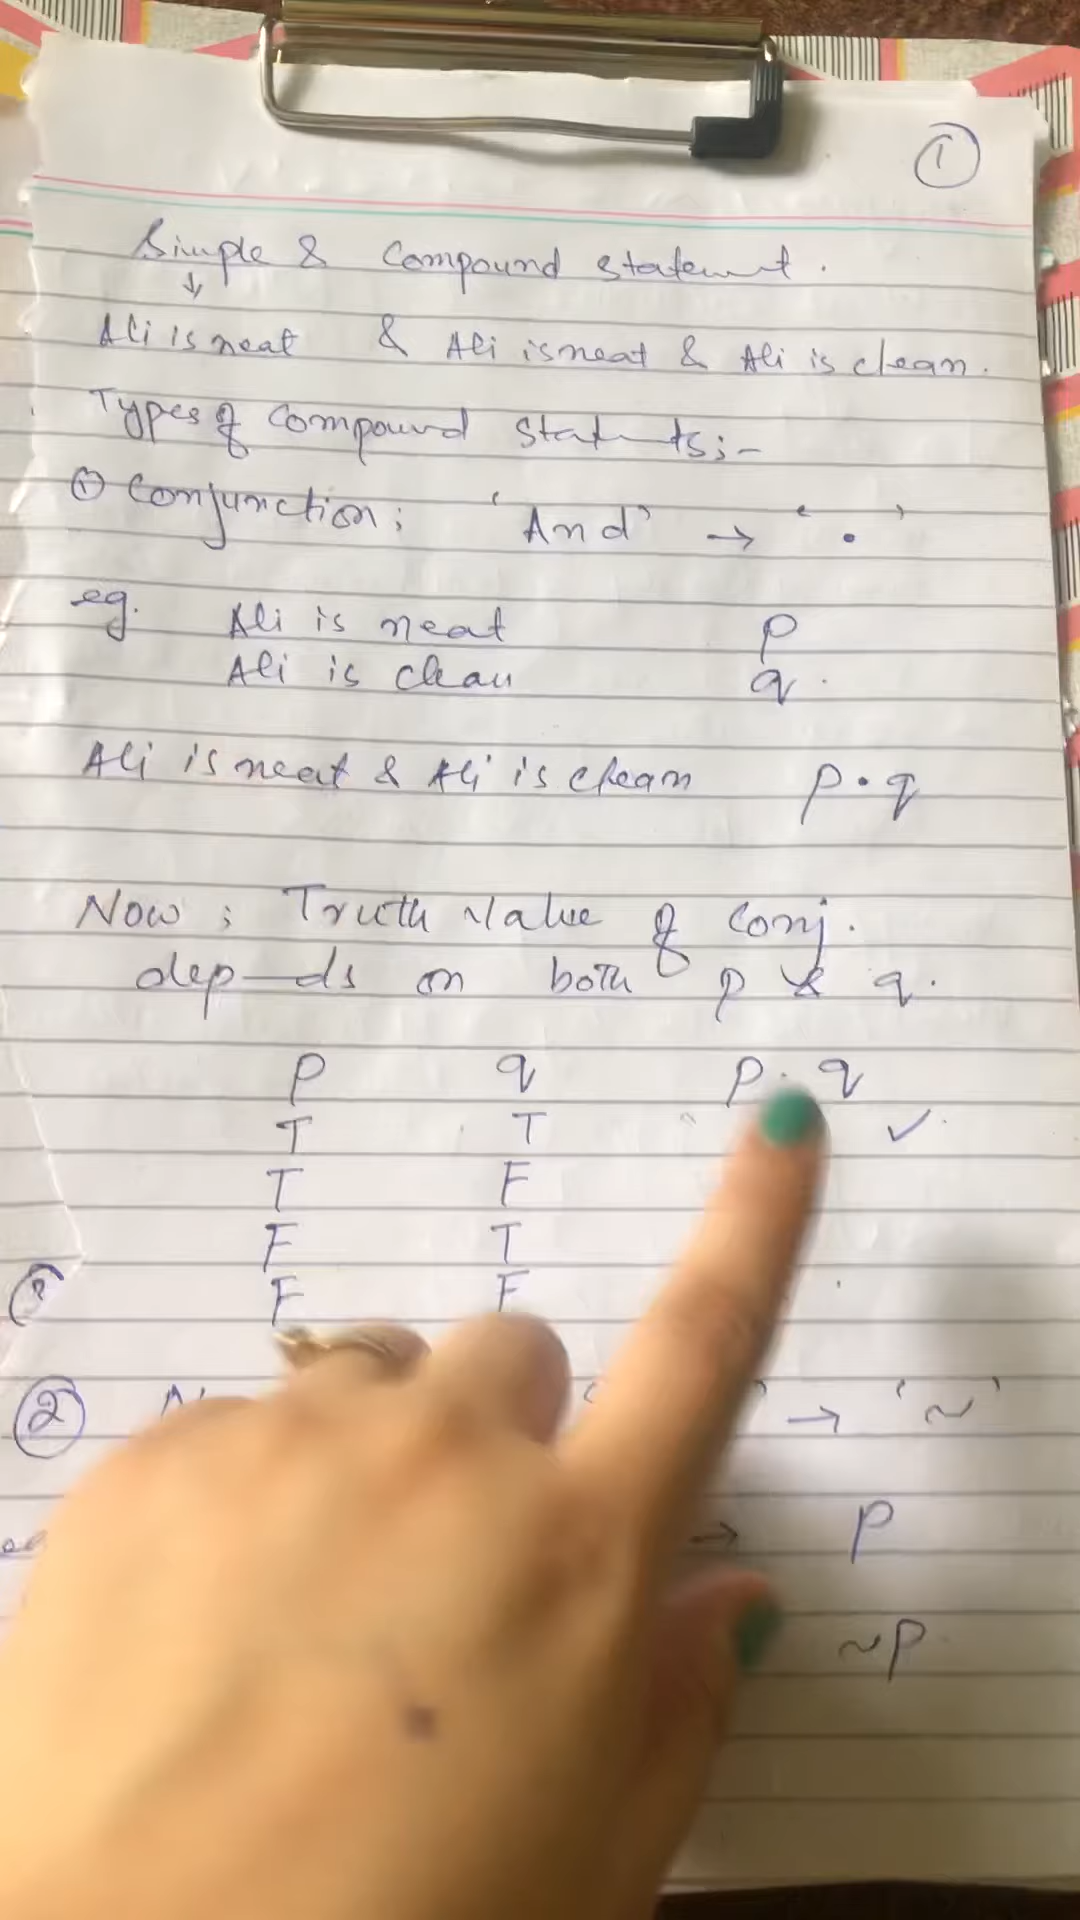 ①
Simple & Compound statement.
↓
Ali is neat & Ali is neat & Ali is clean.
Types of Compound Statments;-
① Conjunction; 'And' → '•'
eg. Ali is neat p
Ali is clean q.
Ali is neat & Ali is clean p•q
Now; Truth Value of Conj.
depends on both p & q.
p q p·q
T T ✓
T F
F T
F F
② → '~'
→ p
~p